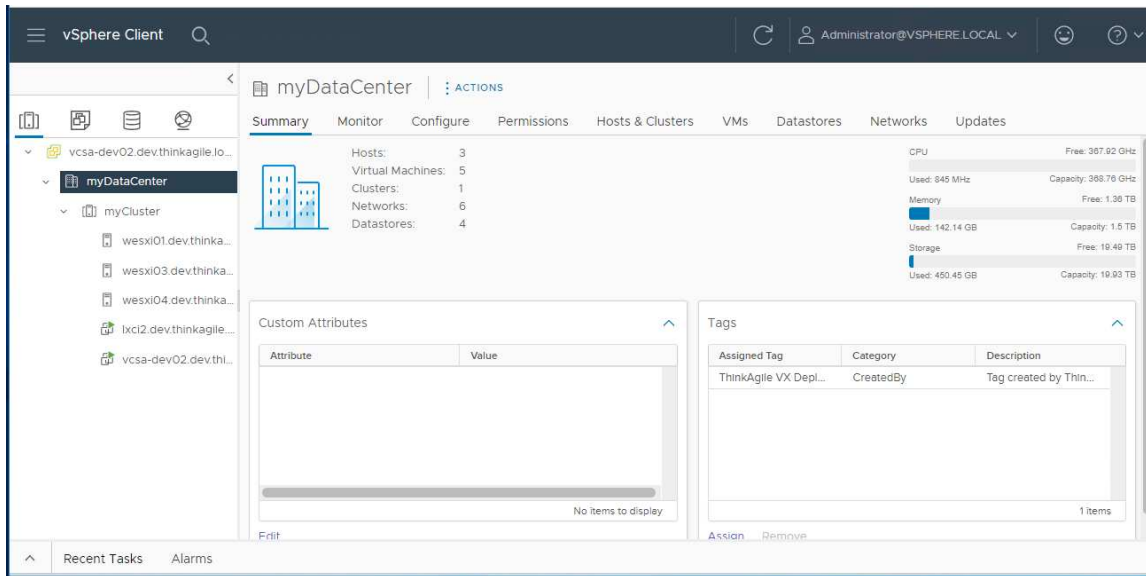 vSphere Client
Administrator@VSPHERE.LOCAL
vcsa-dev02.dev.thinkagile.lo...
myDataCenter
myCluster
wesxi01.dev.thinka...
wesxi03.dev.thinka...
wesxi04.dev.thinka...
lxci2.dev.thinkagile....
vcsa-dev02.dev.thi...
myDataCenter
ACTIONS
Summary Monitor Configure Permissions Hosts & Clusters VMs Datastores Networks Updates
Hosts: 3
Virtual Machines: 5
Clusters: 1
Networks: 6
Datastores: 4
CPU Free: 367.92 GHz
Used: 845 MHz Capacity: 368.76 GHz
Memory Free: 1.36 TB
Used: 142.14 GB Capacity: 1.5 TB
Storage Free: 19.49 TB
Used: 450.45 GB Capacity: 19.93 TB
Custom Attributes
Attribute Value
No items to display
Edit
Tags
Assigned Tag Category Description
ThinkAgile VX Depl... CreatedBy Tag created by Thin...
1 items
Assign Remove
Recent Tasks Alarms